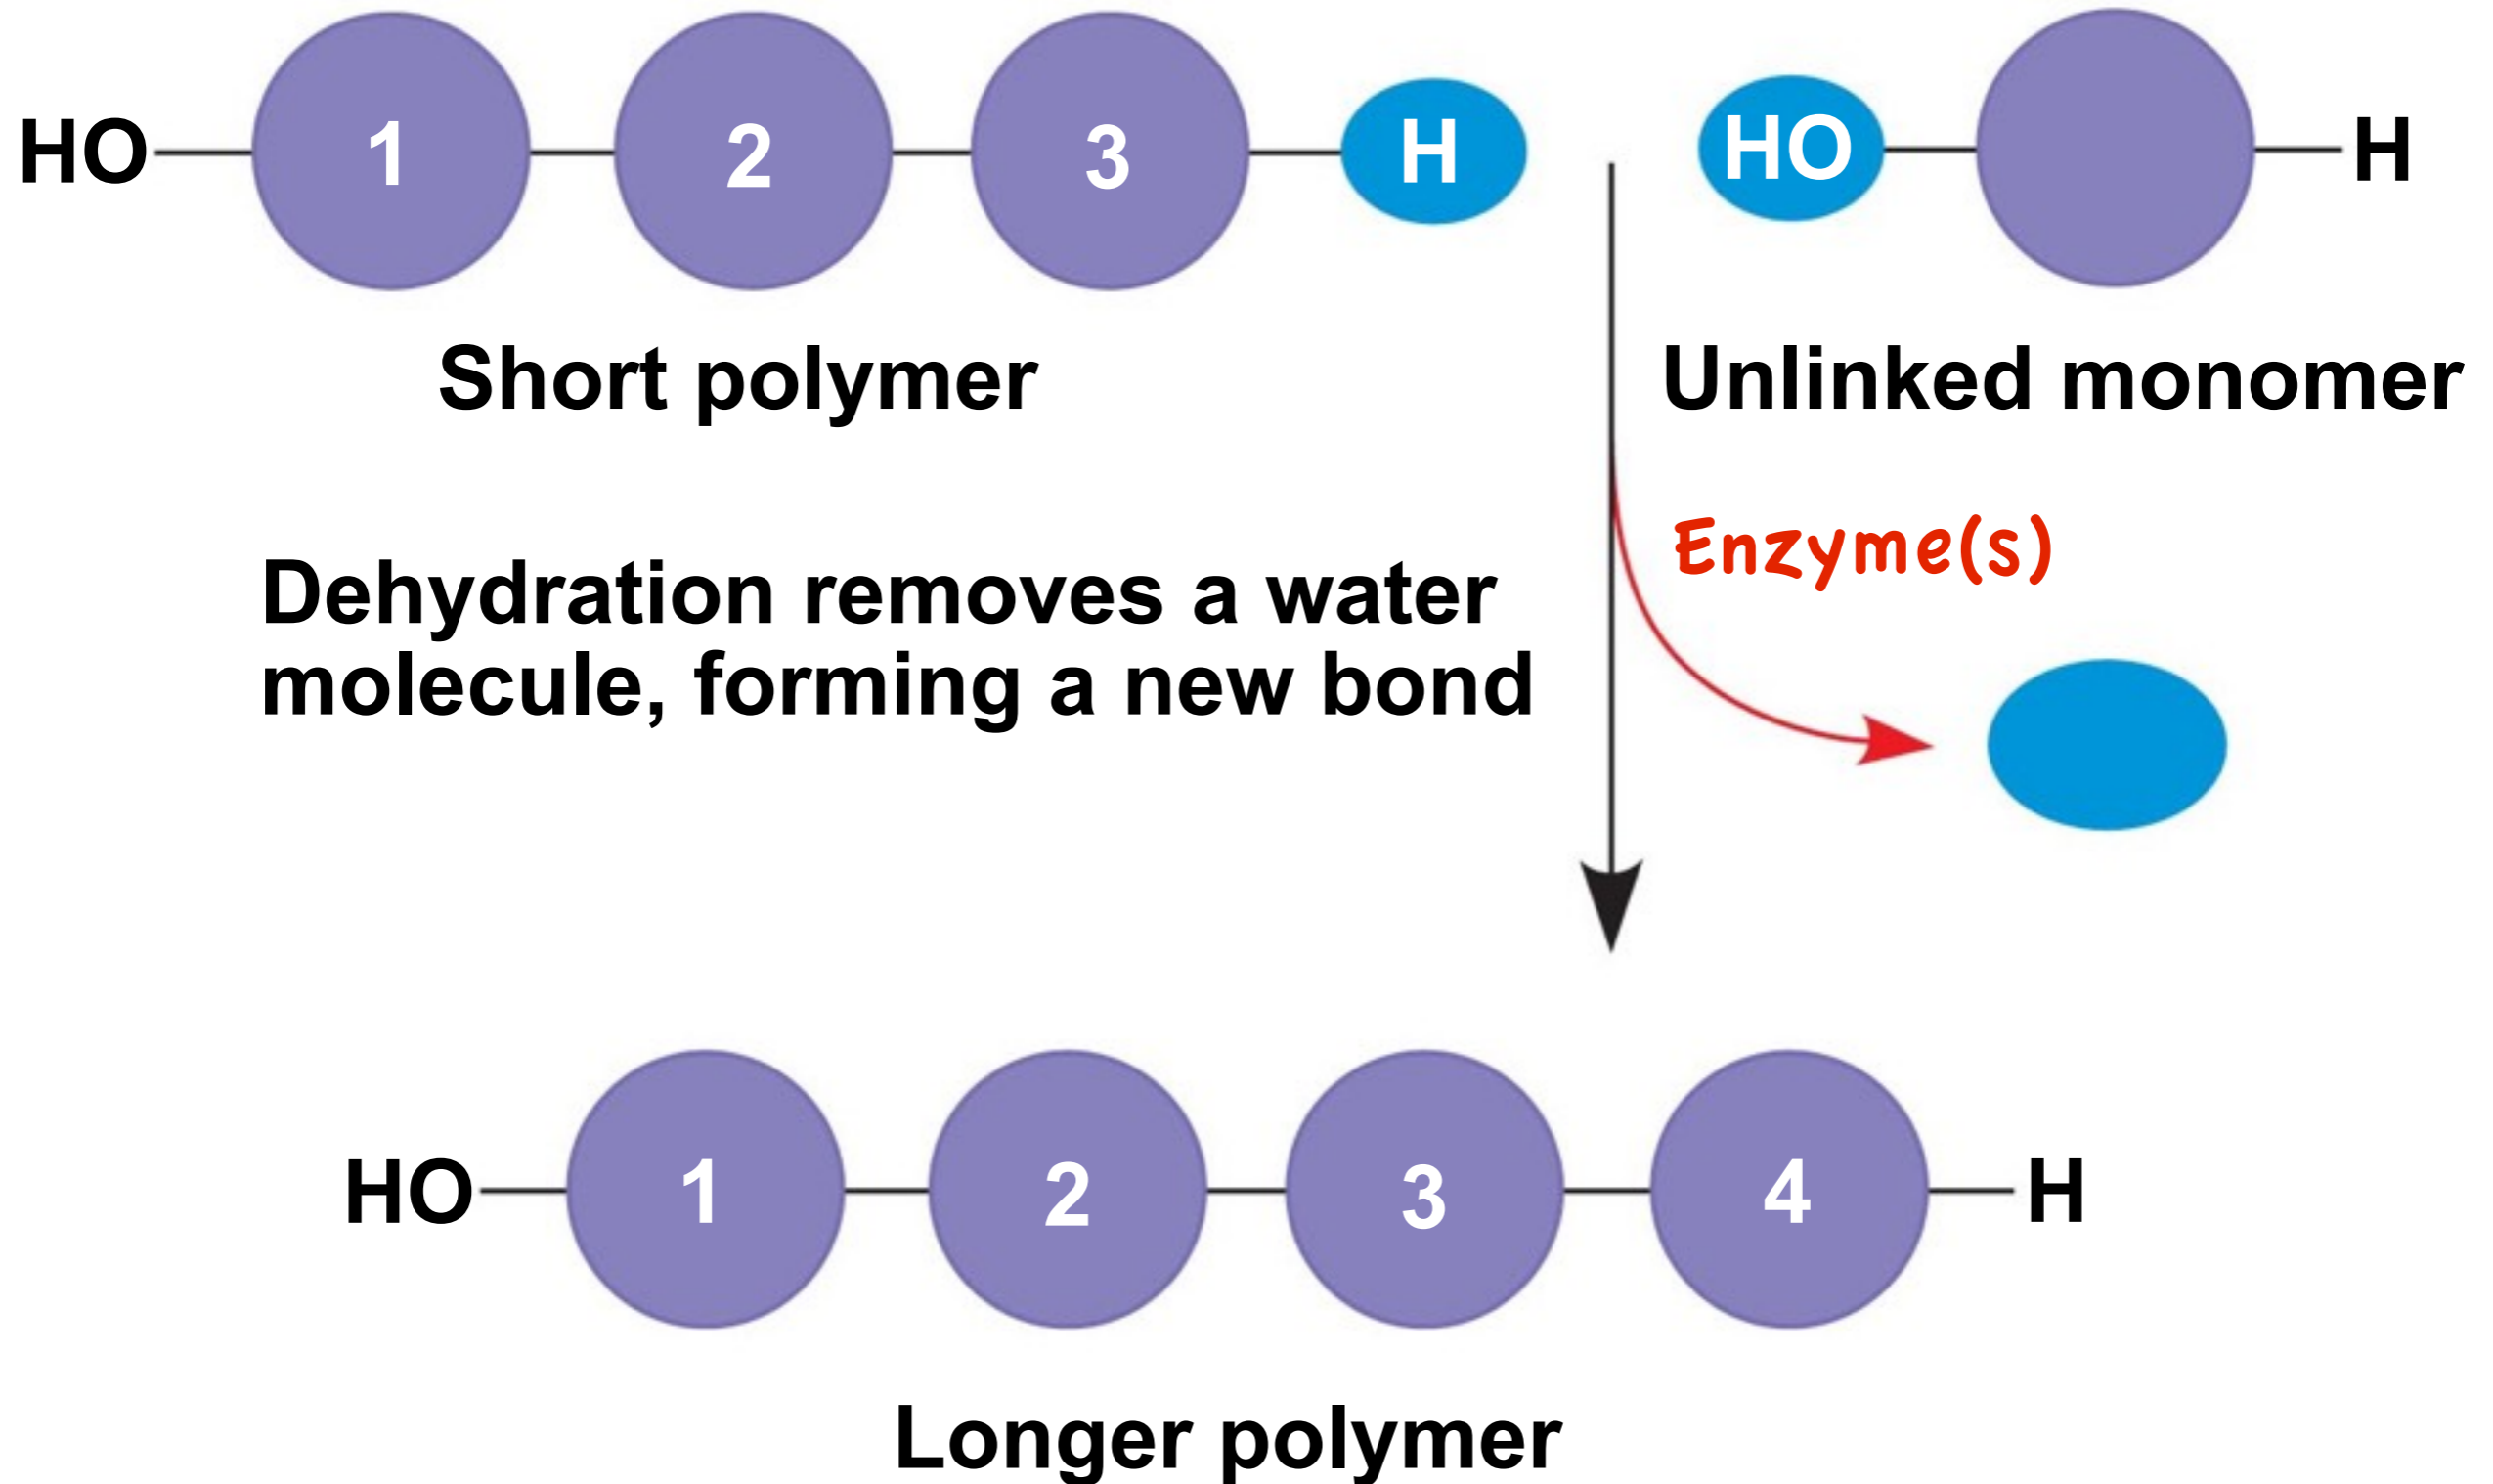 HO 1 2 3 H HO H
Short polymer
Unlinked monomer
Enzyme(s)
Dehydration removes a water
molecule, forming a new bond
HO 1 2 3 4 H
Longer polymer